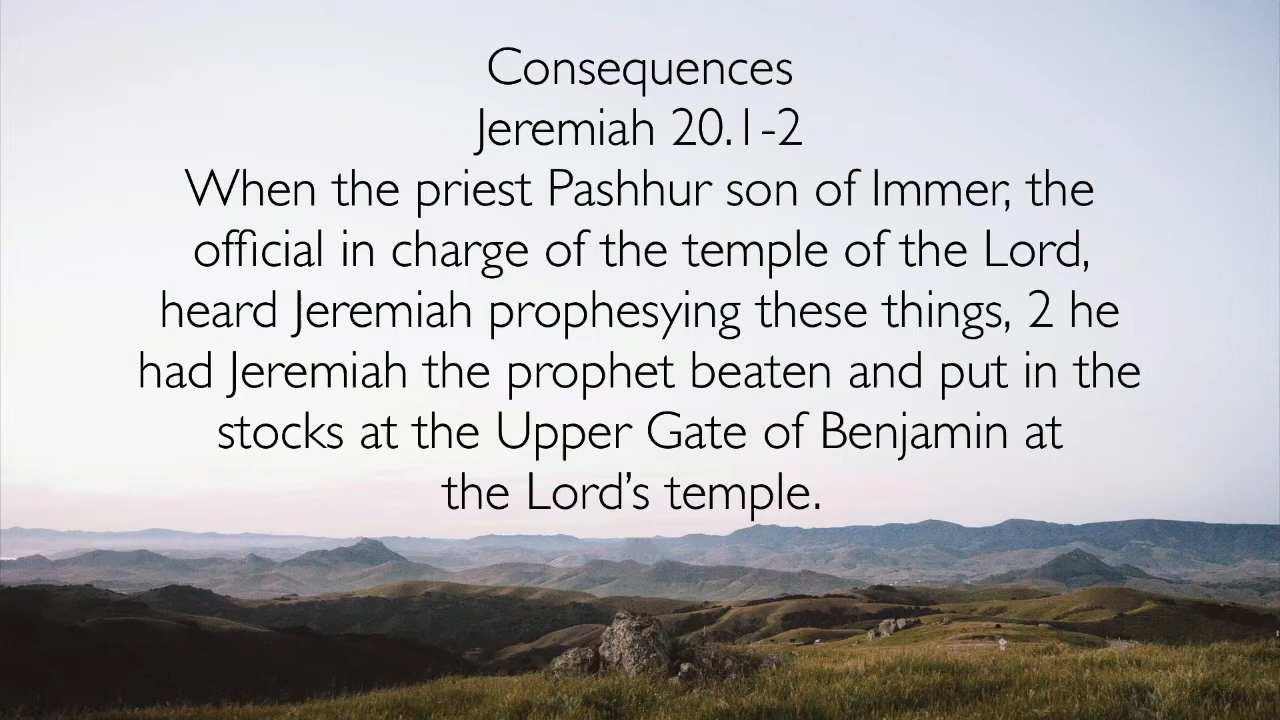 Consequences
Jeremiah 20.1-2
When the priest Pashhur son of Immer, the
official in charge of the temple of the Lord,
heard Jeremiah prophesying these things, 2 he
had Jeremiah the prophet beaten and put in the
stocks at the Upper Gate of Benjamin at
the Lord’s temple.